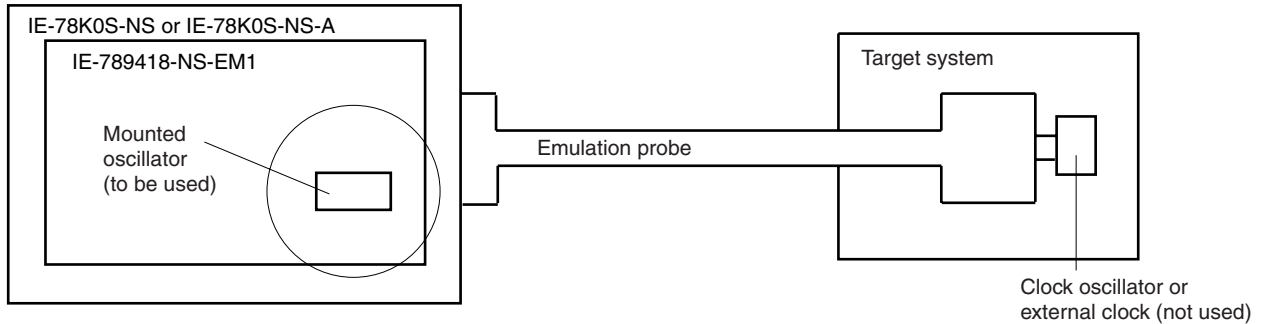 IE-78K0S-NS or IE-78K0S-NS-A
IE-789418-NS-EM1
Mounted
oscillator
(to be used)
Emulation probe
Target system
Clock oscillator or
external clock (not used)